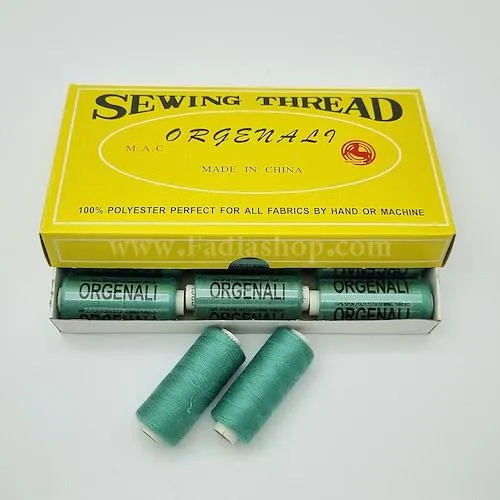 SEWING THREAD
ORGENALI
M.A.C
MADE IN CHINA
100% POLYESTER PERFECT FOR ALL FABRICS BY HAND OR MACHINE
www.Fadiashop.com
ORGENALI
ORGENALI
ORGENALI